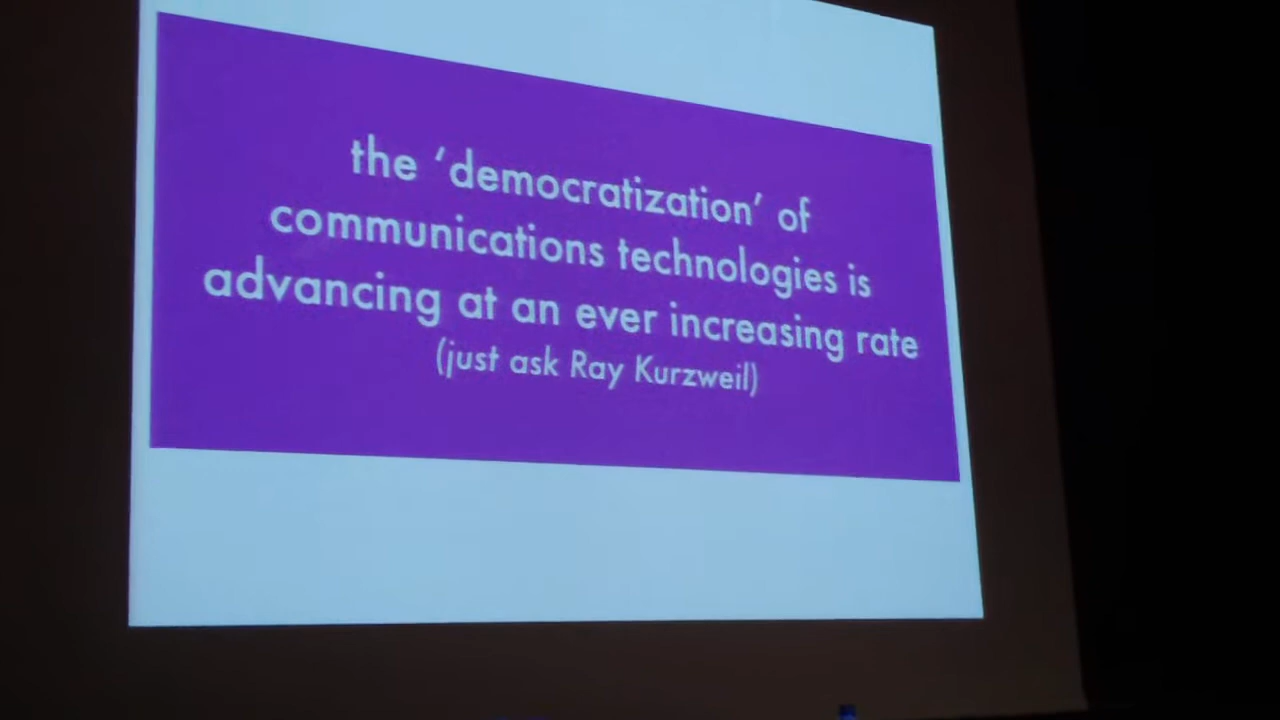 the ‘democratization’ of
communications technologies is
advancing at an ever increasing rate
(just ask Ray Kurzweil)